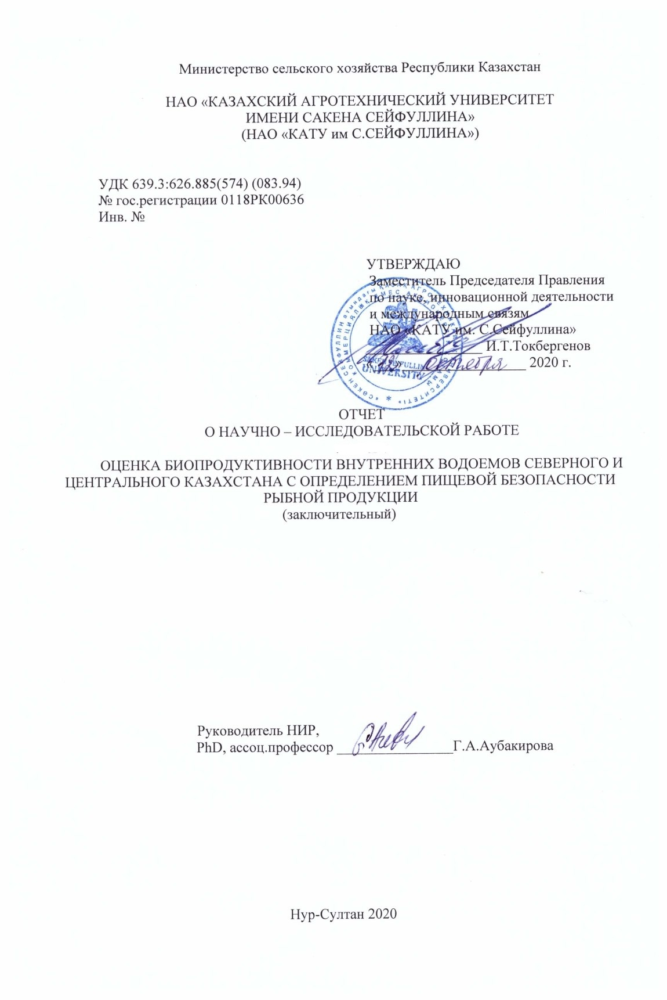 Министерство сельского хозяйства Республики Казахстан
НАО «КАЗАХСКИЙ АГРОТЕХНИЧЕСКИЙ УНИВЕРСИТЕТ
ИМЕНИ САКЕНА СЕЙФУЛЛИНА»
(НАО «КАТУ им С.СЕЙФУЛЛИНА»)
УДК 639.3:626.885(574) (083.94)
№ гос.регистрации 0118РК00636
Инв. №
УТВЕРЖДАЮ
Заместитель Председателя Правления
по науке, инновационной деятельности
и международным связям
НАО «КАТУ им. С.Сейфуллина»
И.Т.Токбергенов
« » октября 2020 г.
SAKEN SEIFULLIN
UNIVERSITY
ОТЧЕТ
О НАУЧНО – ИССЛЕДОВАТЕЛЬСКОЙ РАБОТЕ
ОЦЕНКА БИОПРОДУКТИВНОСТИ ВНУТРЕННИХ ВОДОЕМОВ СЕВЕРНОГО И
ЦЕНТРАЛЬНОГО КАЗАХСТАНА С ОПРЕДЕЛЕНИЕМ ПИЩЕВОЙ БЕЗОПАСНОСТИ
РЫБНОЙ ПРОДУКЦИИ
(заключительный)
Руководитель НИР,
PhD, ассоц.профессор ________________Г.А.Аубакирова
Нур-Султан 2020